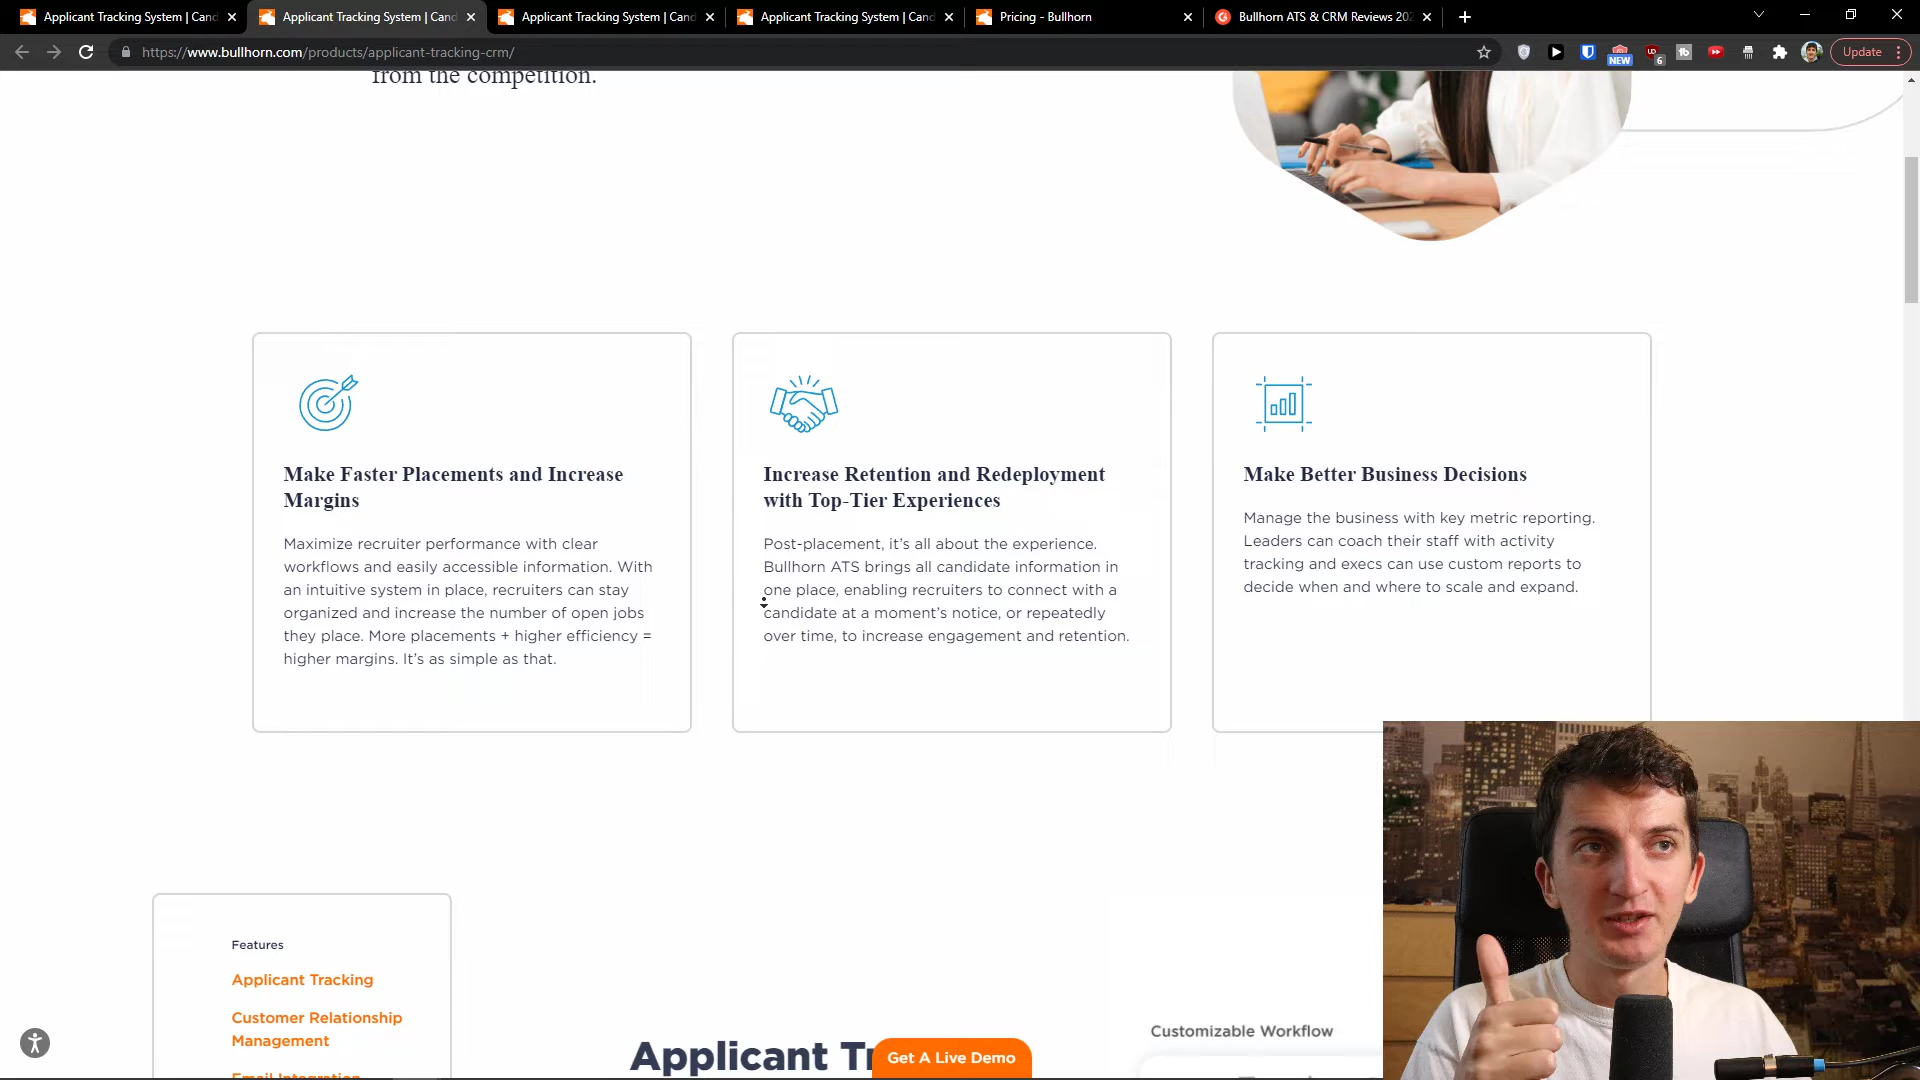 Applicant Tracking System | Cand
Applicant Tracking System | Cand
Applicant Tracking System | Cand
Applicant Tracking System | Cand
Pricing - Bullhorn
Bullhorn ATS & CRM Reviews 202
https://www.bullhorn.com/products/applicant-tracking-crm/
NEW
6
Update
from the competition.
Make Faster Placements and Increase
Margins
Maximize recruiter performance with clear
workflows and easily accessible information. With
an intuitive system in place, recruiters can stay
organized and increase the number of open jobs
they place. More placements + higher efficiency =
higher margins. It’s as simple as that.
Increase Retention and Redeployment
with Top-Tier Experiences
Post-placement, it’s all about the experience.
Bullhorn ATS brings all candidate information in
one place, enabling recruiters to connect with a
candidate at a moment’s notice, or repeatedly
over time, to increase engagement and retention.
Make Better Business Decisions
Manage the business with key metric reporting.
Leaders can coach their staff with activity
tracking and execs can use custom reports to
decide when and where to scale and expand.
Features
Applicant Tracking
Customer Relationship
Management
Email Integration
Applicant Tr
Get A Live Demo
Customizable Workflow